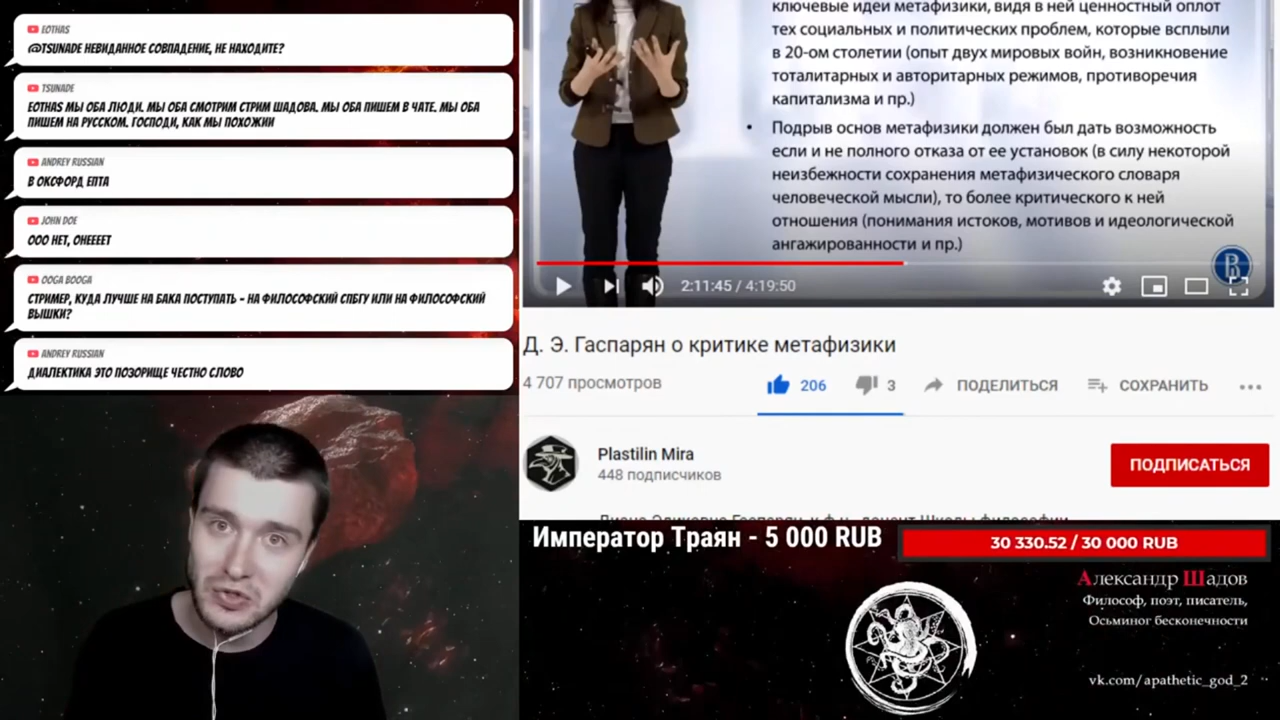 EOTHAS
@TSUNADE НЕВИДАННОЕ СОВПАДЕНИЕ, НЕ НАХОДИТЕ?
TSUNADE
EOTHAS МЫ ОБА ЛЮДИ. МЫ ОБА СМОТРИМ СТРИМ ШАДОВА. МЫ ОБА ПИШЕМ В ЧАТЕ. МЫ ОБА
ПИШЕМ НА РУССКОМ. ГОСПОДИ, КАК МЫ ПОХОЖИИ
ANDREY RUSSIAN
В ОКСФОРД ЕПТА
JOHN DOE
ООО НЕТ, ОНЕЕЕЕТ
OOGA BOOGA
СТРИМЕР, КУДА ЛУЧШЕ НА БАКА ПОСТУПАТЬ - НА ФИЛОСОФСКИЙ СПБГУ ИЛИ НА ФИЛОСОФСКИЙ
ВЫШКИ?
ANDREY RUSSIAN
ДИАЛЕКТИКА ЭТО ПОЗОРИЩЕ ЧЕСТНО СЛОВО
ключевые идеи метафизики, видя в ней ценностный оплот
тех социальных и политических проблем, которые всплыли
в 20-ом столетии (опыт двух мировых войн, возникновение
тоталитарных и авторитарных режимов, противоречия
капитализма и пр.)
• Подрыв основ метафизики должен был дать возможность
если и не полного отказа от ее установок (в силу некоторой
неизбежности сохранения метафизического словаря
человеческой мысли), то более критического к ней
отношения (понимания истоков, мотивов и идеологической
ангажированности и пр.)
2:11:45 / 4:19:50
Д. Э. Гаспарян о критике метафизики
4 707 просмотров
206
3
ПОДЕЛИТЬСЯ
СОХРАНИТЬ
Plastilin Mira
448 подписчиков
ПОДПИСАТЬСЯ
Император Траян - 5 000 RUB
30 330.52 / 30 000 RUB
Александр Шадов
Философ, поэт, писатель,
Осьминог бесконечности
vk.com/apathetic_god_2